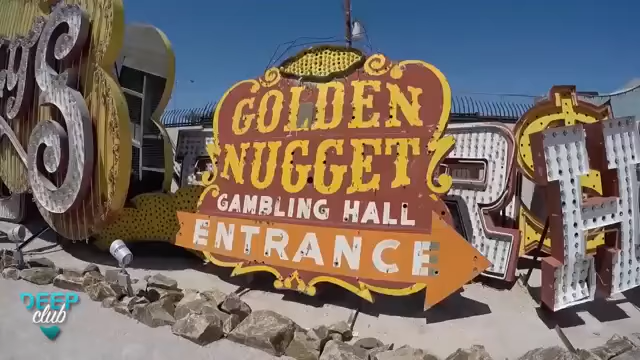 GOLDEN
NUGGET
GAMBLING HALL
ENTRANCE
H
DEEP
club